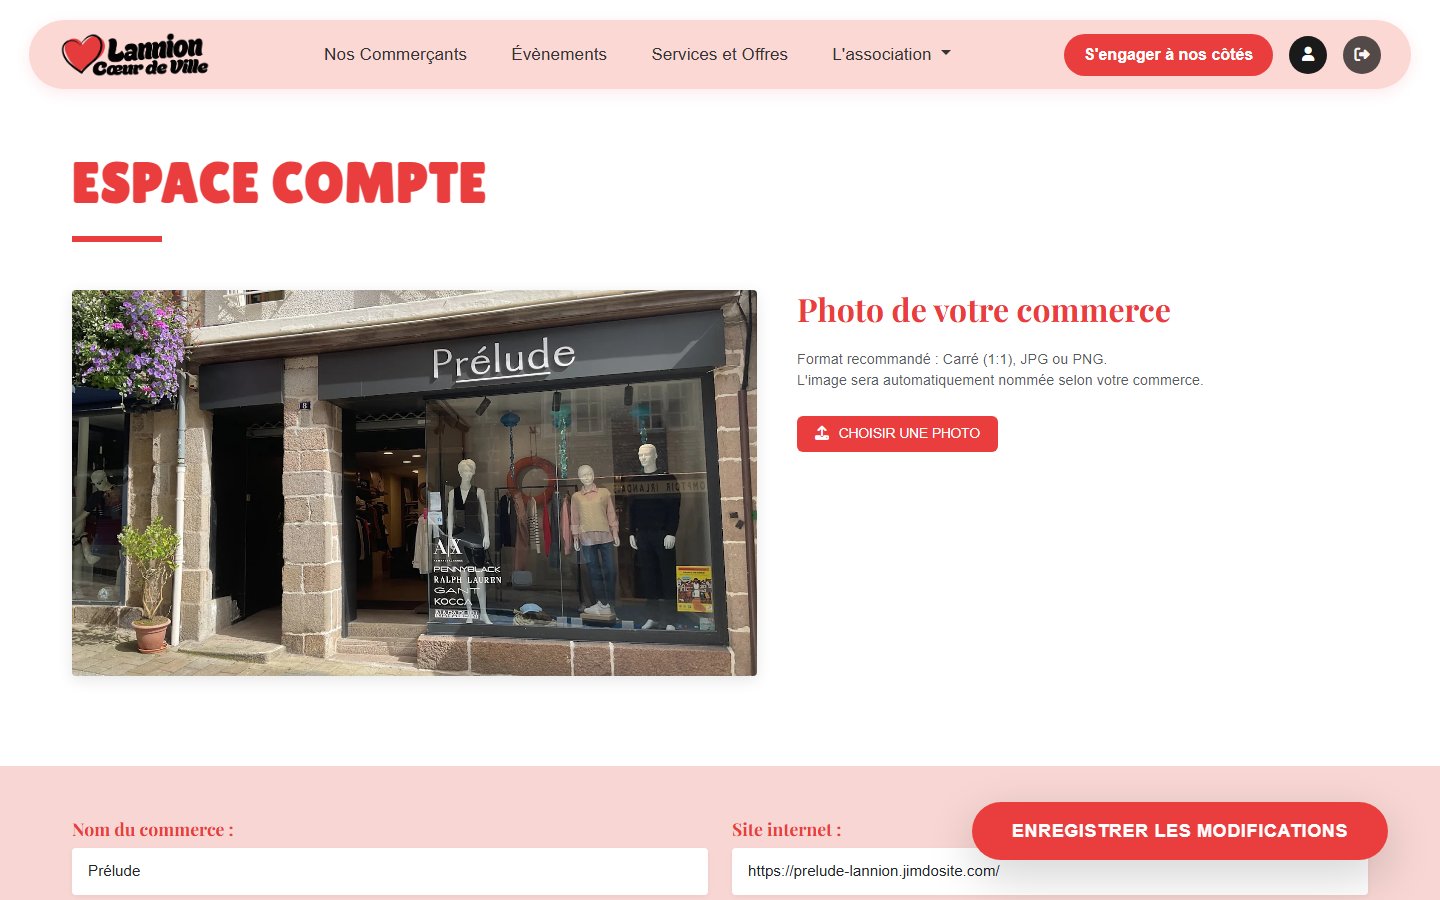 Lannion
Cœur de Ville
Nos Commerçants
Évènements
Services et Offres
L'association
S'engager à nos côtés
ESPACE COMPTE
Prélude
8
A|X
PENNYBLACK
RALPH LAUREN
GANT
KOCCA
Photo de votre commerce
Format recommandé : Carré (1:1), JPG ou PNG.
L'image sera automatiquement nommée selon votre commerce.
CHOISIR UNE PHOTO
Nom du commerce :
Prélude
Site internet :
https://prelude-lannion.jimdosite.com/
ENREGISTRER LES MODIFICATIONS